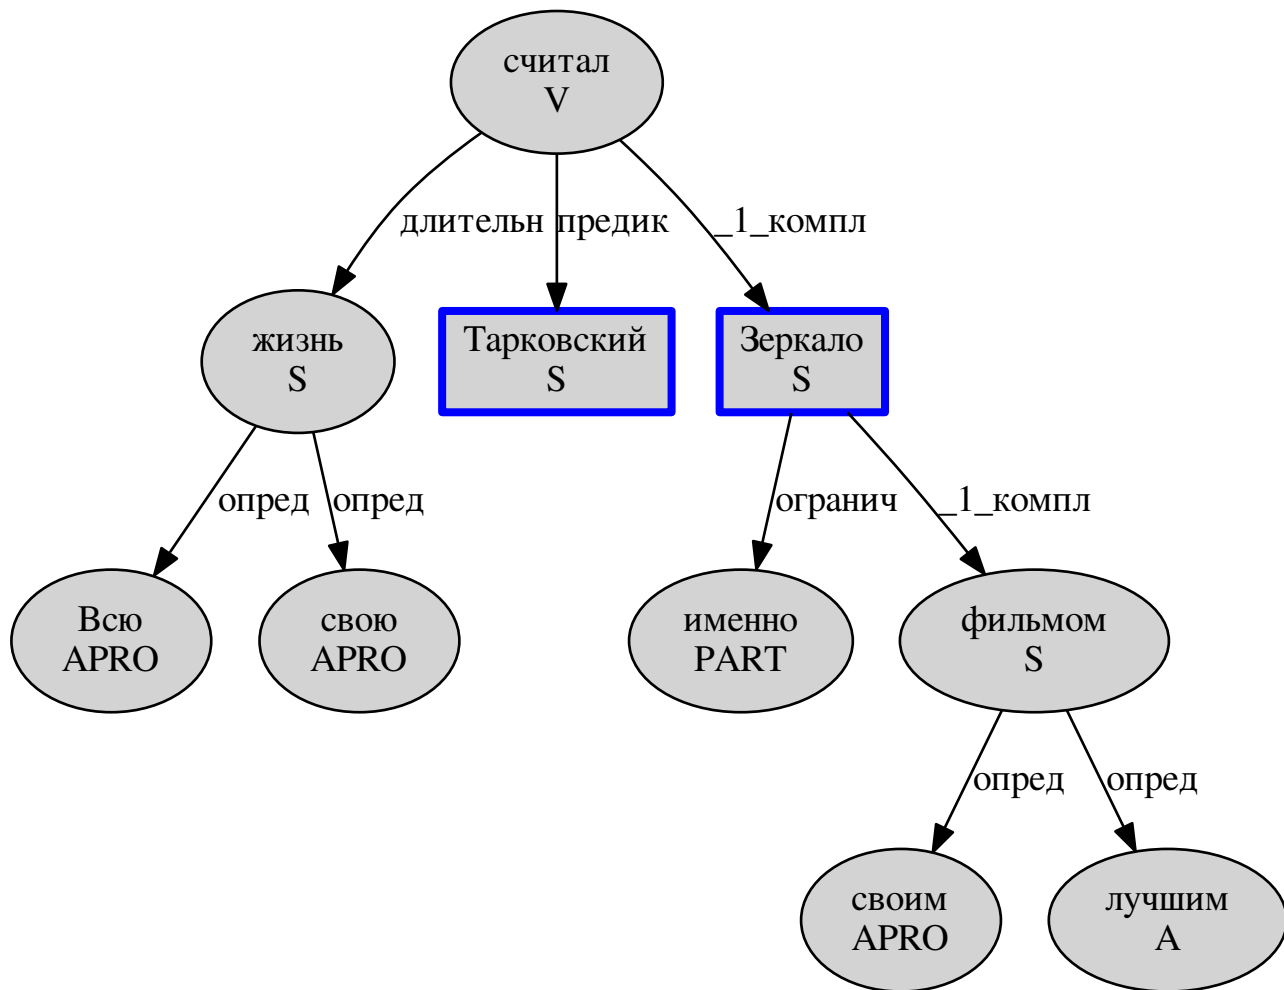 считал
V
длительн
предик
_1_компл
жизнь
S
Тарковский
S
Зеркало
S
опред
опред
огранич
_1_компл
Всю
APRO
свою
APRO
именно
PART
фильмом
S
опред
опред
своим
APRO
лучшим
A